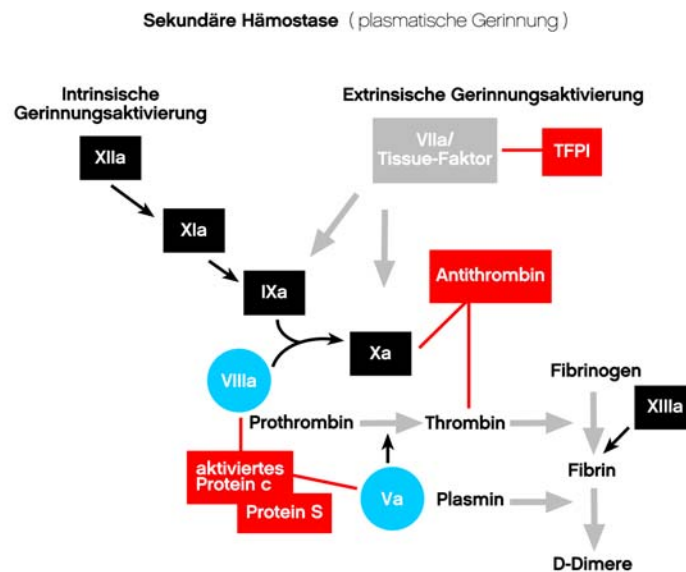 Sekundäre Hämostase (plasmatische Gerinnung)
Intrinsische
Gerinnungsaktivierung
Extrinsische Gerinnungsaktivierung
XIIa
VIIa/
Tissue-Faktor
TFPI
XIa
IXa
Antithrombin
Xa
VIIIa
Fibrinogen
XIIIa
Prothrombin
Thrombin
aktiviertes
Protein c
Protein S
Va
Plasmin
Fibrin
D-Dimere